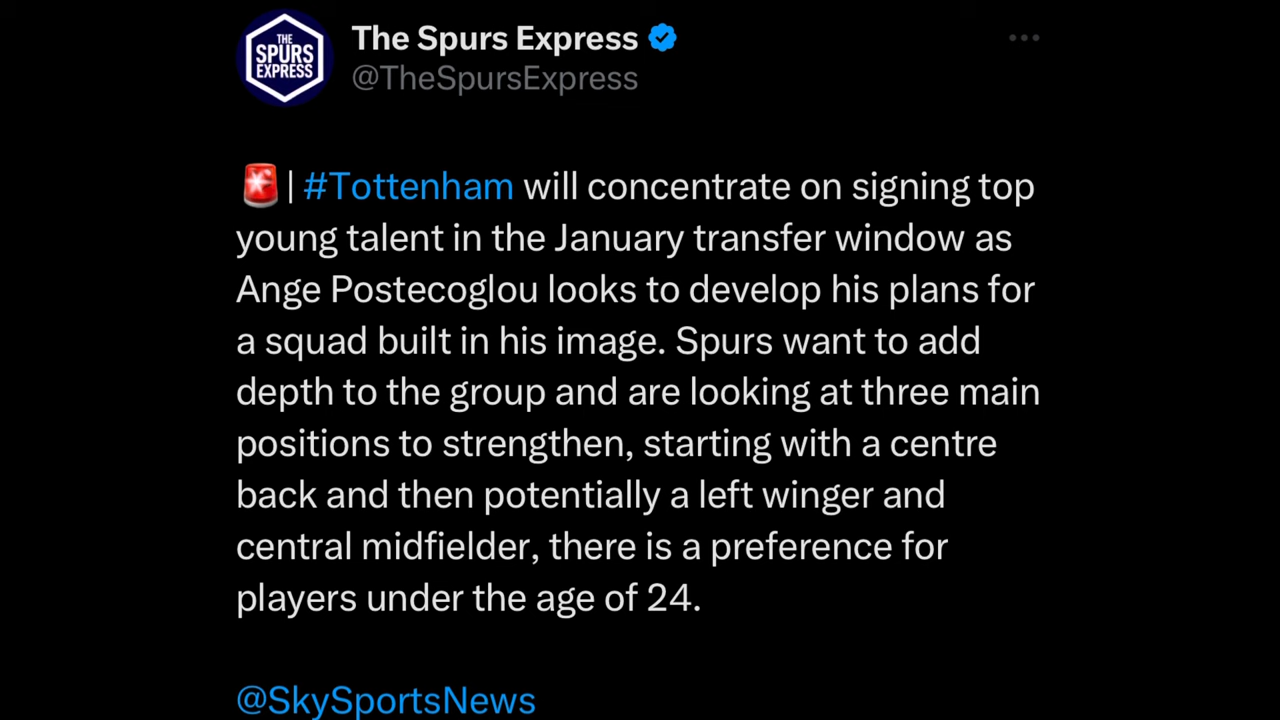 THE
SPURS
EXPRESS
The Spurs Express
@TheSpursExpress
🚨| #Tottenham will concentrate on signing top
young talent in the January transfer window as
Ange Postecoglou looks to develop his plans for
a squad built in his image. Spurs want to add
depth to the group and are looking at three main
positions to strengthen, starting with a centre
back and then potentially a left winger and
central midfielder, there is a preference for
players under the age of 24.
@SkySportsNews